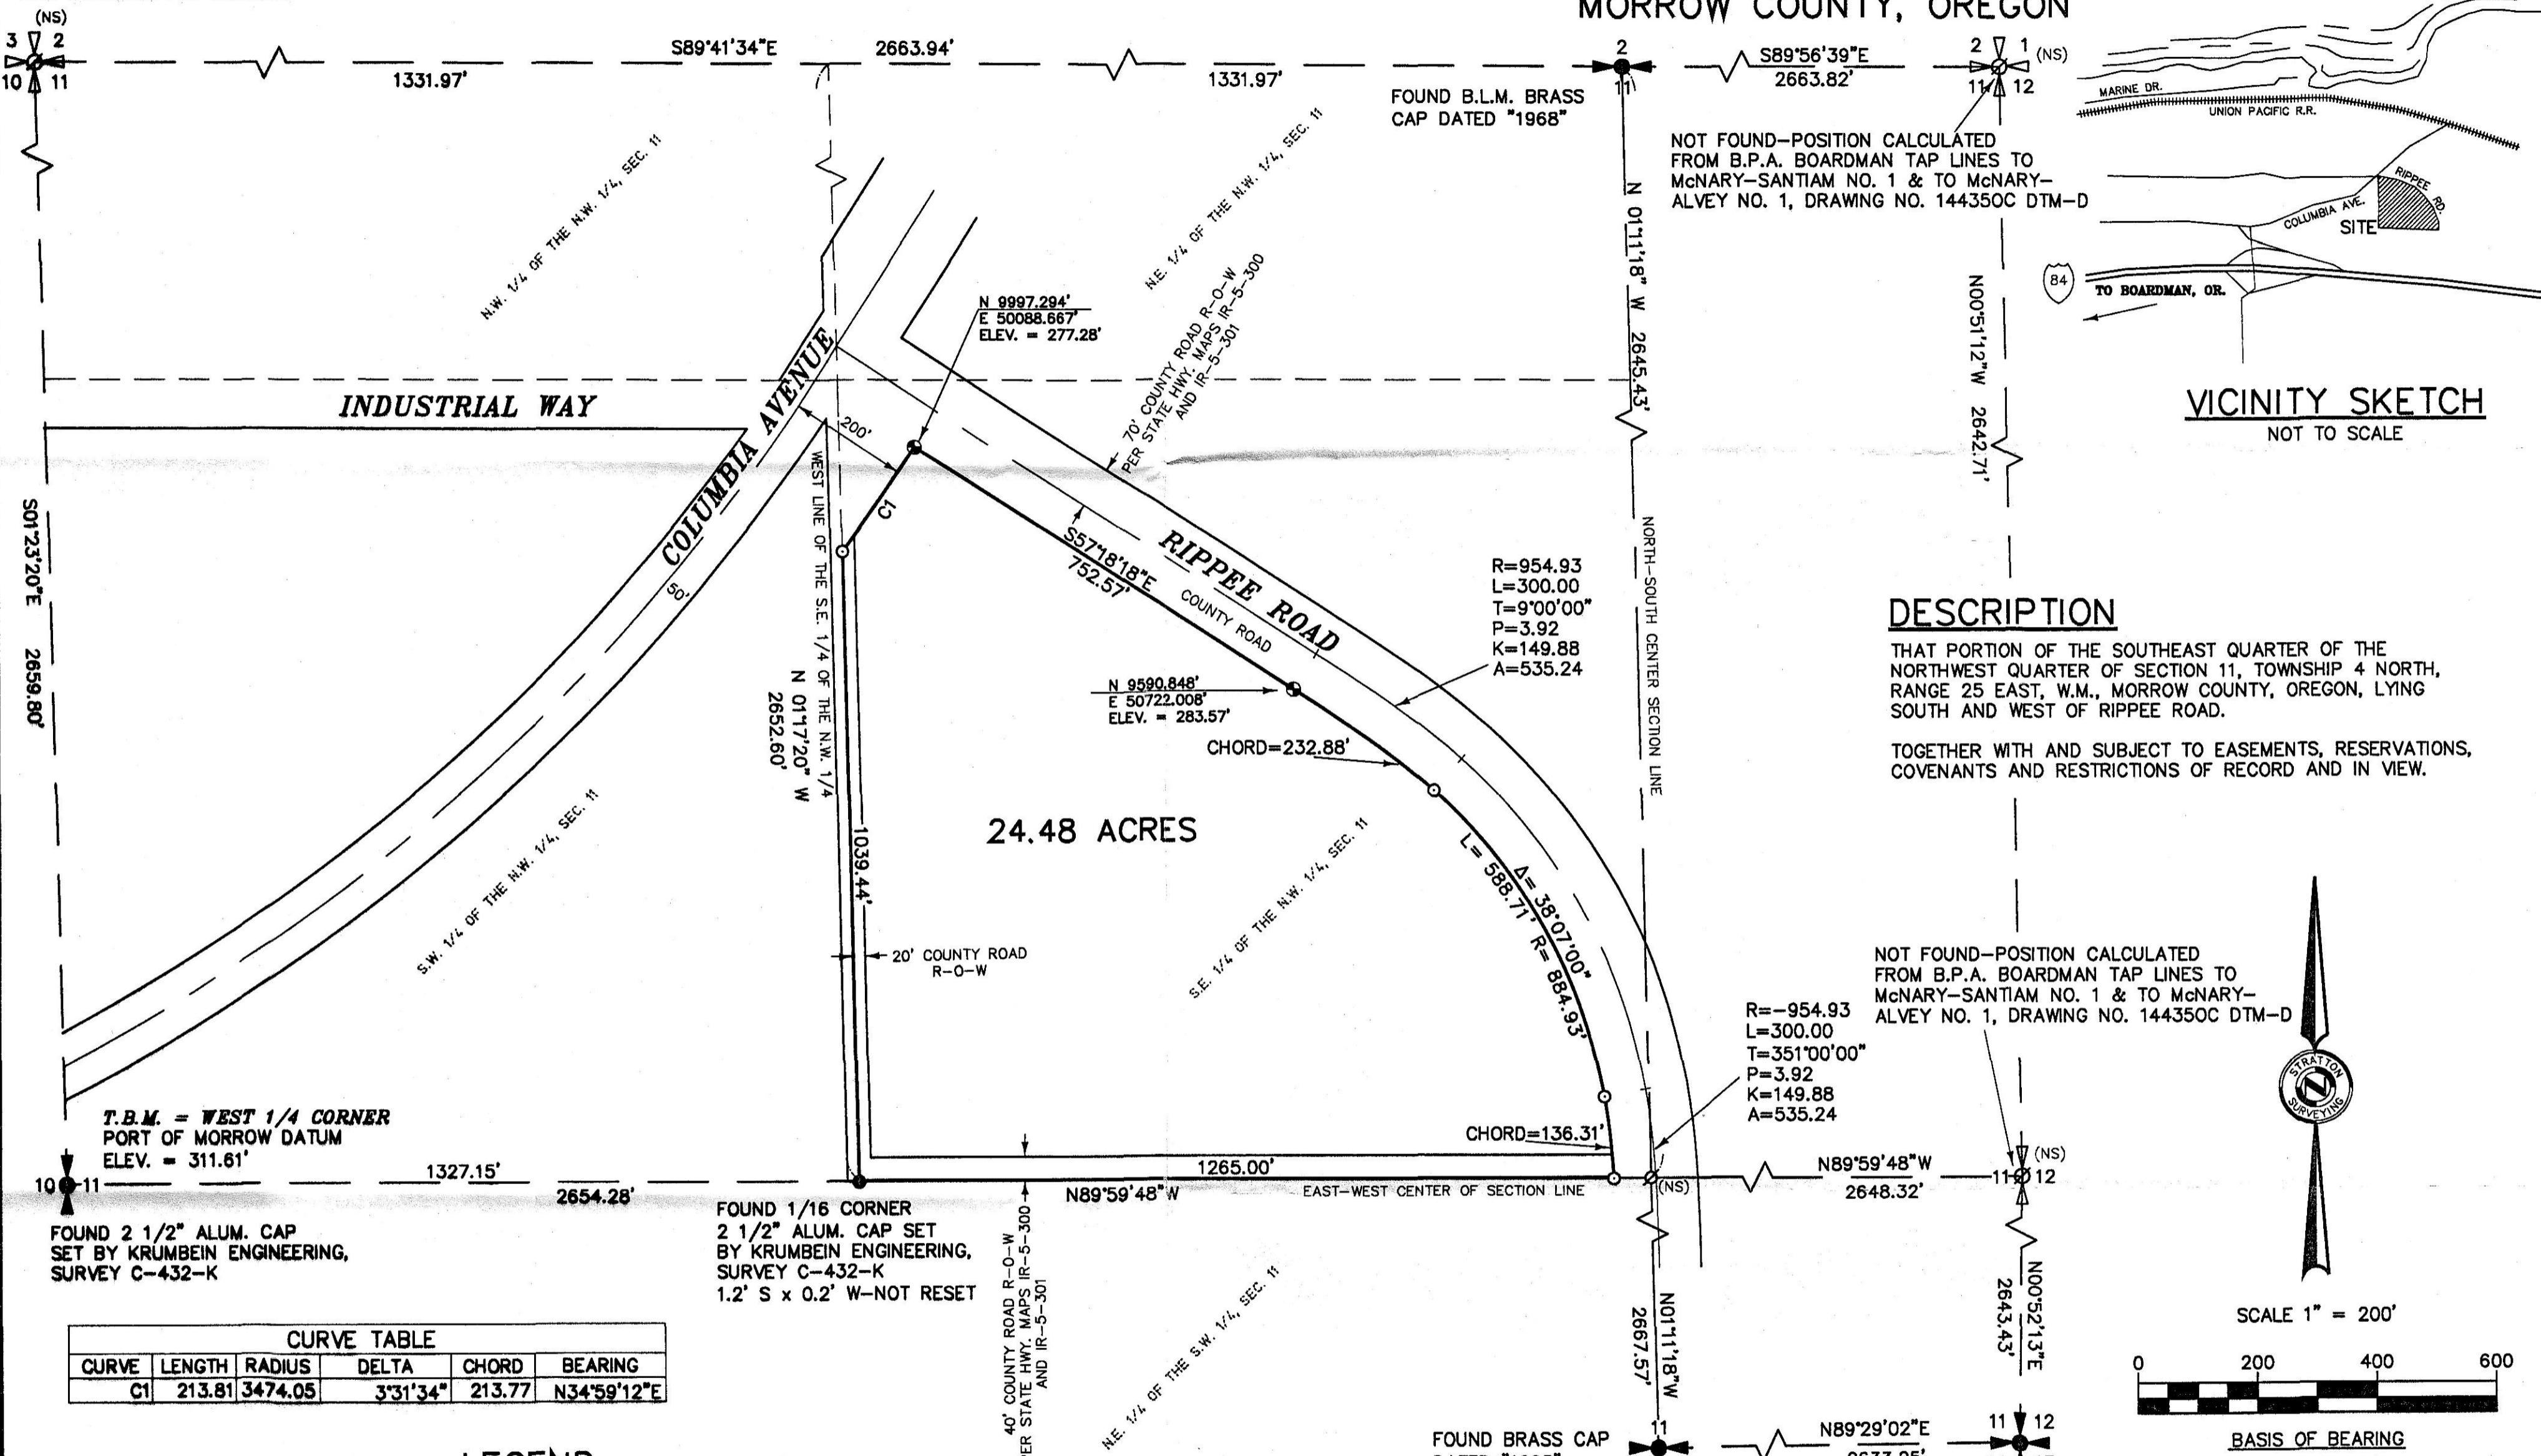 MORROW COUNTY, OREGON
(NS)
3 2
10 11
S89°41'34"E 2663.94'
1331.97'
1331.97'
2
11
S89°56'39"E
2663.82'
2 1 (NS)
11 12
FOUND B.L.M. BRASS
CAP DATED "1968"
NOT FOUND-POSITION CALCULATED
FROM B.P.A. BOARDMAN TAP LINES TO
McNARY-SANTIAM NO. 1 & TO McNARY-
ALVEY NO. 1, DRAWING NO. 144350C DTM-D
MARINE DR.
UNION PACIFIC R.R.
RIPPEE RD.
COLUMBIA AVE.
SITE
84
TO BOARDMAN, OR.
VICINITY SKETCH
NOT TO SCALE
N.W. 1/4 OF THE N.W. 1/4, SEC. 11
N.E. 1/4 OF THE N.W. 1/4, SEC. 11
N 01°11'18" W 2645.43'
N00°51'12"W 2642.71'
N 9997.294'
E 50088.667'
ELEV. = 277.28'
70' COUNTY ROAD R-O-W
PER STATE HWY. MAPS IR-5-300
AND IR-5-301
INDUSTRIAL WAY
COLUMBIA AVENUE
200'
50'
C1
WEST LINE OF THE S.E. 1/4 OF THE N.W. 1/4
N 01°17'20" W
2652.60'
S01°23'20"E 2659.80'
S57°18'18"E
752.57'
RIPPEE ROAD
COUNTY ROAD
NORTH-SOUTH CENTER SECTION LINE
R=954.93
L=300.00
T=9°00'00"
P=3.92
K=149.88
A=535.24
N 9590.848'
E 50722.008'
ELEV. = 283.57'
CHORD=232.88'
DESCRIPTION
THAT PORTION OF THE SOUTHEAST QUARTER OF THE
NORTHWEST QUARTER OF SECTION 11, TOWNSHIP 4 NORTH,
RANGE 25 EAST, W.M., MORROW COUNTY, OREGON, LYING
SOUTH AND WEST OF RIPPEE ROAD.
TOGETHER WITH AND SUBJECT TO EASEMENTS, RESERVATIONS,
COVENANTS AND RESTRICTIONS OF RECORD AND IN VIEW.
24.48 ACRES
1039.44'
S.W. 1/4 OF THE N.W. 1/4, SEC. 11
S.E. 1/4 OF THE N.W. 1/4, SEC. 11
Δ= 38°07'00"
L= 588.71' R= 884.93'
20' COUNTY ROAD
R-O-W
NOT FOUND-POSITION CALCULATED
FROM B.P.A. BOARDMAN TAP LINES TO
McNARY-SANTIAM NO. 1 & TO McNARY-
ALVEY NO. 1, DRAWING NO. 144350C DTM-D
R=-954.93
L=300.00
T=351°00'00"
P=3.92
K=149.88
A=535.24
STRATTON
N
SURVEYING
T.B.M. = WEST 1/4 CORNER
PORT OF MORROW DATUM
ELEV. = 311.61'
10 11
1327.15'
2654.28'
CHORD=136.31'
1265.00'
N89°59'48"W
EAST-WEST CENTER OF SECTION LINE
(NS)
N89°59'48"W
2648.32'
(NS)
11 12
FOUND 2 1/2" ALUM. CAP
SET BY KRUMBEIN ENGINEERING,
SURVEY C-432-K
FOUND 1/16 CORNER
2 1/2" ALUM. CAP SET
BY KRUMBEIN ENGINEERING,
SURVEY C-432-K
1.2' S x 0.2' W-NOT RESET
40' COUNTY ROAD R-O-W
PER STATE HWY. MAPS IR-5-300
AND IR-5-301
N.E. 1/4 OF THE S.W. 1/4, SEC. 11
N01°11'18"W
2667.57'
N00°52'13"E
2643.43'
SCALE 1" = 200'
0 200 400 600
CURVE TABLE
CURVE LENGTH RADIUS DELTA CHORD BEARING
C1 213.81 3474.05 3°31'34" 213.77 N34°59'12"E
LEGEND
FOUND BRASS CAP
11
N89°29'02"E
11 12
BASIS OF BEARING